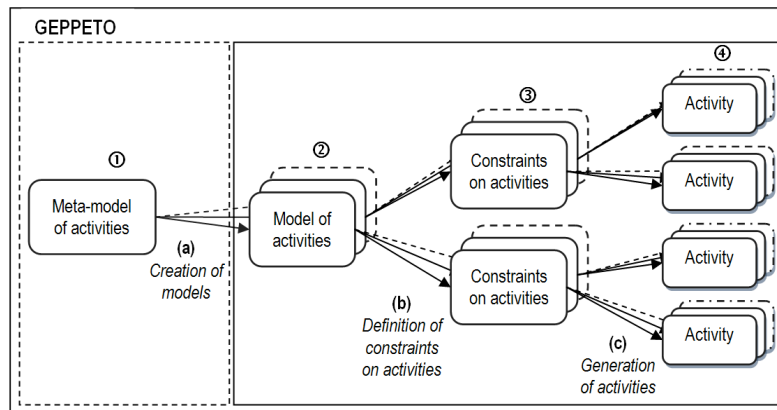 GEPPETO
④
Activity
③
①
②
Constraints
on activities
Activity
Meta-model
of activities
Model of
activities
(a)
Creation of
models
Constraints
on activities
Activity
(b)
Definition of
constraints
on activities
(c)
Generation
of activities
Activity